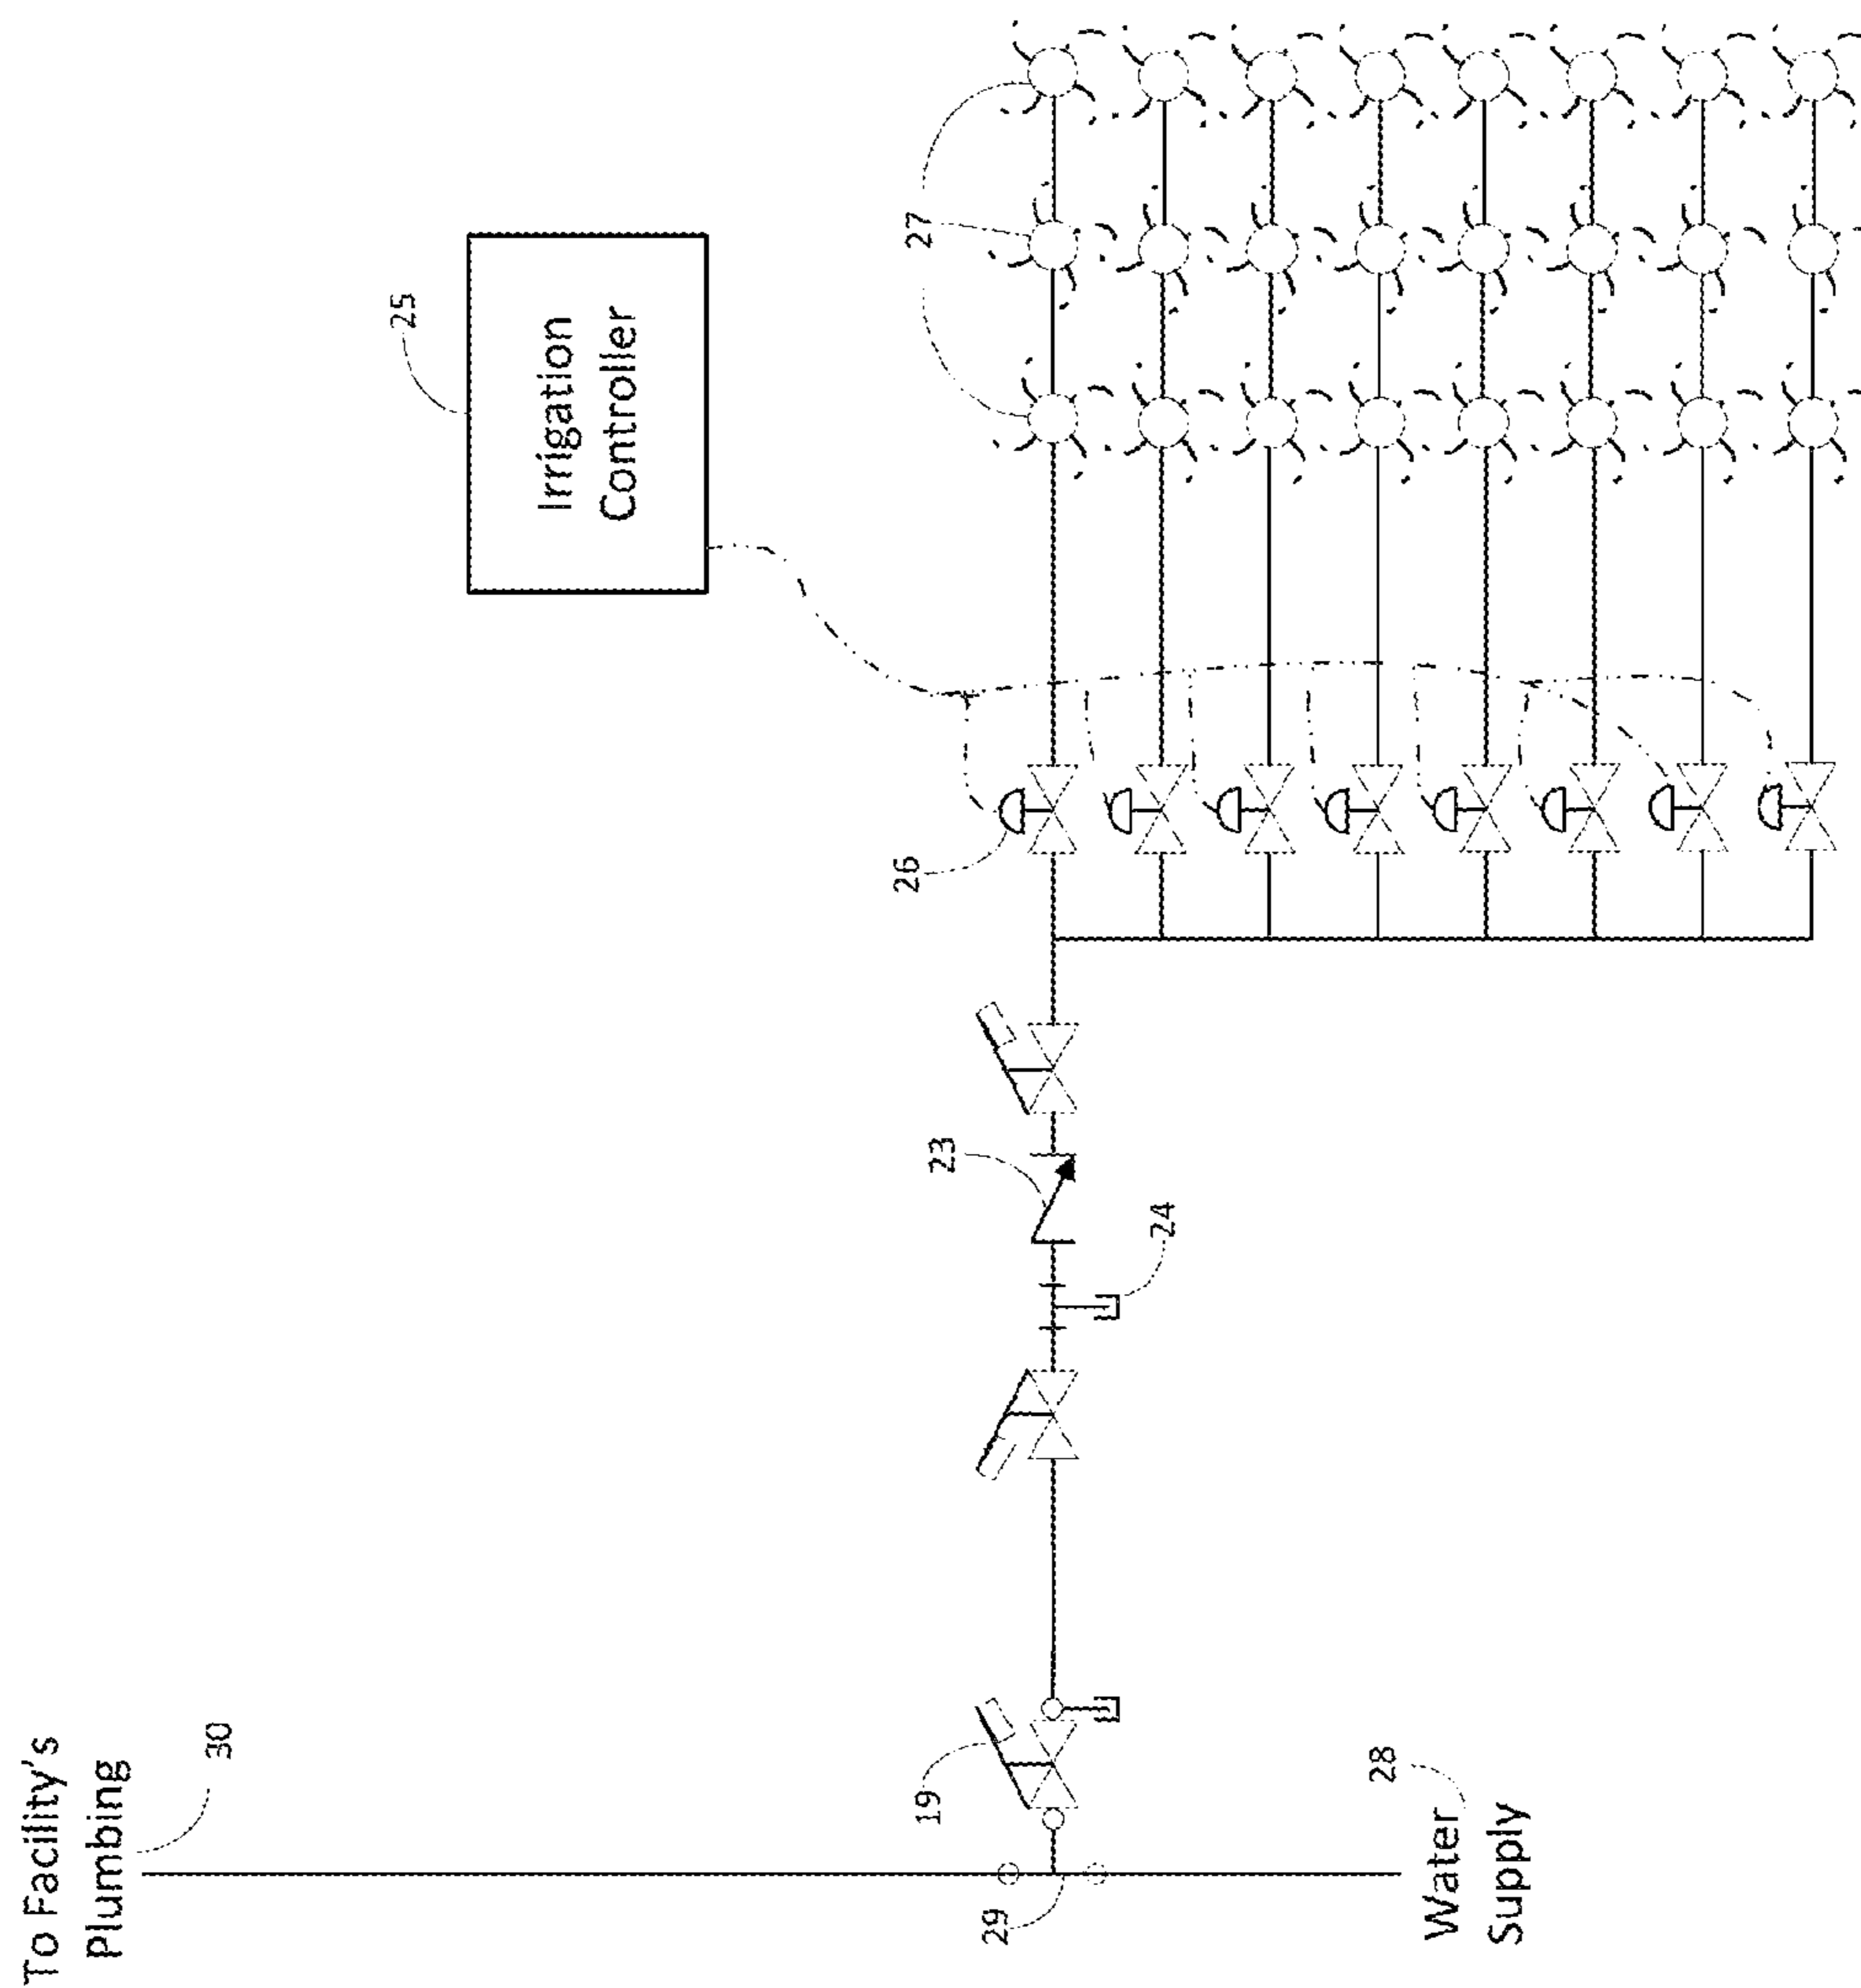 To Facility's
Plumbing
30
29
19
Water
Supply
28
24
23
26
25
Irrigation
Controller
27